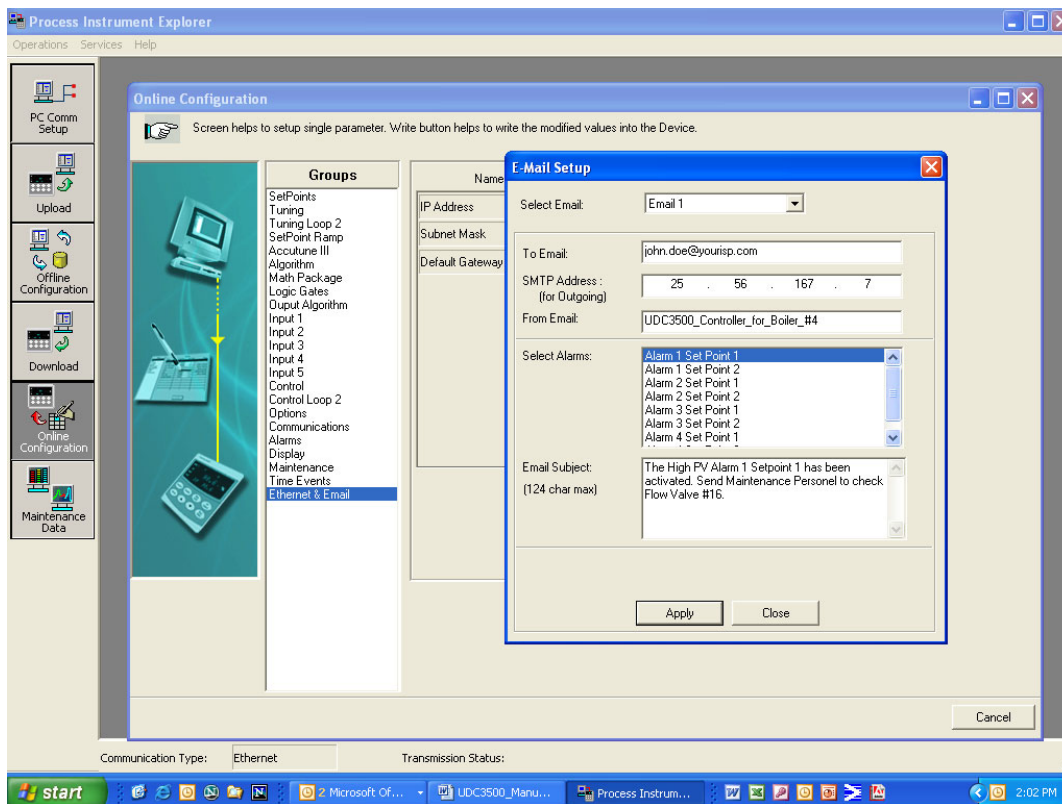 Process Instrument Explorer
Operations Services Help
PC Comm
Setup
Upload
Offline
Configuration
Download
Online
Configuration
Maintenance
Data
Online Configuration
Screen helps to setup single parameter. Write button helps to write the modified values into the Device.
Groups
SetPoints
Tuning
Tuning Loop 2
SetPoint Ramp
Accutune III
Algorithm
Math Package
Logic Gates
Ouput Algorithm
Input 1
Input 2
Input 3
Input 4
Input 5
Control
Control Loop 2
Options
Communications
Alarms
Display
Maintenance
Time Events
Ethernet & Email
Name
IP Address
Subnet Mask
Default Gateway
E-Mail Setup
Select Email: Email 1
To Email: john.doe@yourisp.com
SMTP Address : 25 . 56 . 167 . 7
(for Outgoing)
From Email: UDC3500_Controller_for_Boiler_#4
Select Alarms: Alarm 1 Set Point 1
Alarm 1 Set Point 2
Alarm 2 Set Point 1
Alarm 2 Set Point 2
Alarm 3 Set Point 1
Alarm 3 Set Point 2
Alarm 4 Set Point 1
Email Subject: The High PV Alarm 1 Setpoint 1 has been
(124 char max) activated. Send Maintenance Personel to check
Flow Valve #16.
Apply Close
Cancel
Communication Type: Ethernet Transmission Status:
start 2 Microsoft Of... UDC3500_Manu... Process Instrum... 2:02 PM